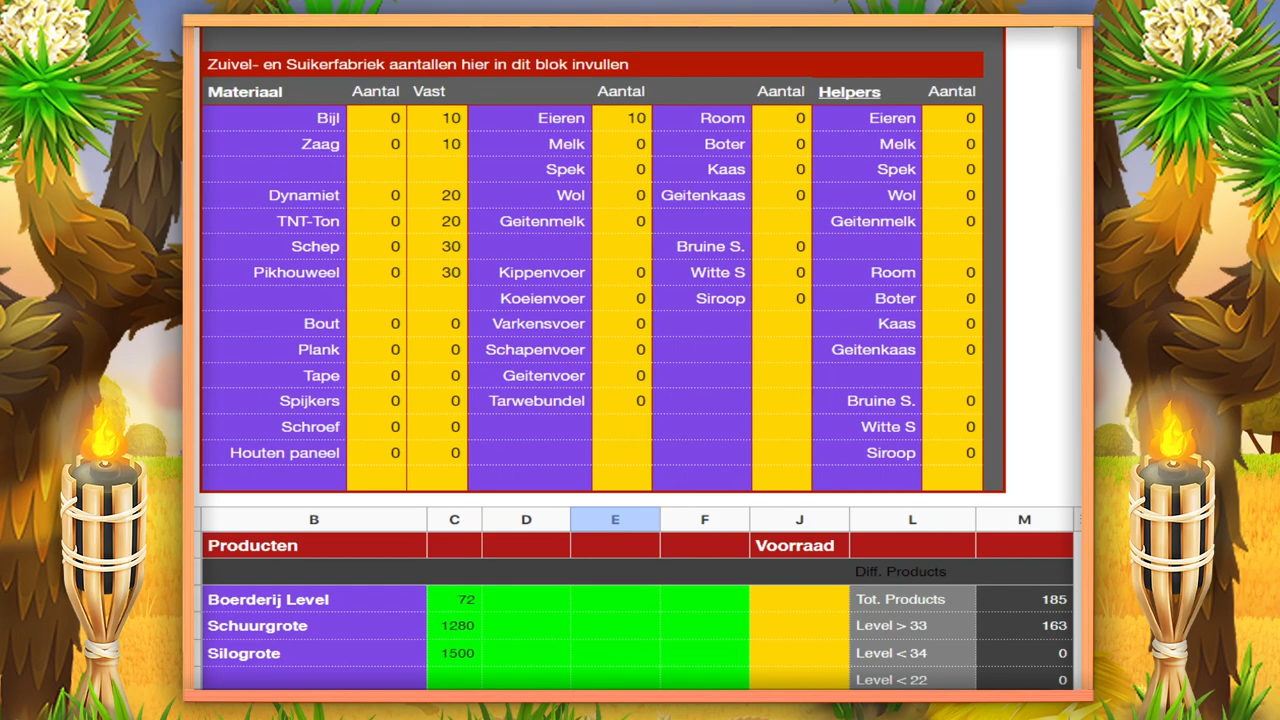 Zuivel- en Suikerfabriek aantallen hier in dit blok invullen
Materiaal Aantal Vast Aantal Aantal Helpers Aantal
Bijl 0 10 Eieren 10 Room 0 Eieren 0
Zaag 0 10 Melk 0 Boter 0 Melk 0
Spek 0 Kaas 0 Spek 0
Dynamiet 0 20 Wol 0 Geitenkaas 0 Wol 0
TNT-Ton 0 20 Geitenmelk 0 Geitenmelk 0
Schep 0 30 Bruine S. 0
Pikhouweel 0 30 Kippenvoer 0 Witte S 0 Room 0
Koeienvoer 0 Siroop 0 Boter 0
Bout 0 0 Varkensvoer 0 Kaas 0
Plank 0 0 Schapenvoer 0 Geitenkaas 0
Tape 0 0 Geitenvoer 0
Spijkers 0 0 Tarwebundel 0 Bruine S. 0
Schroef 0 0 Witte S 0
Houten paneel 0 0 Siroop 0
B C D E F J L M
Producten Voorraad
Diff. Products
Boerderij Level 72 Tot. Products 185
Schuurgrote 1280 Level > 33 163
Silogrote 1500 Level < 34 0
Level < 22 0